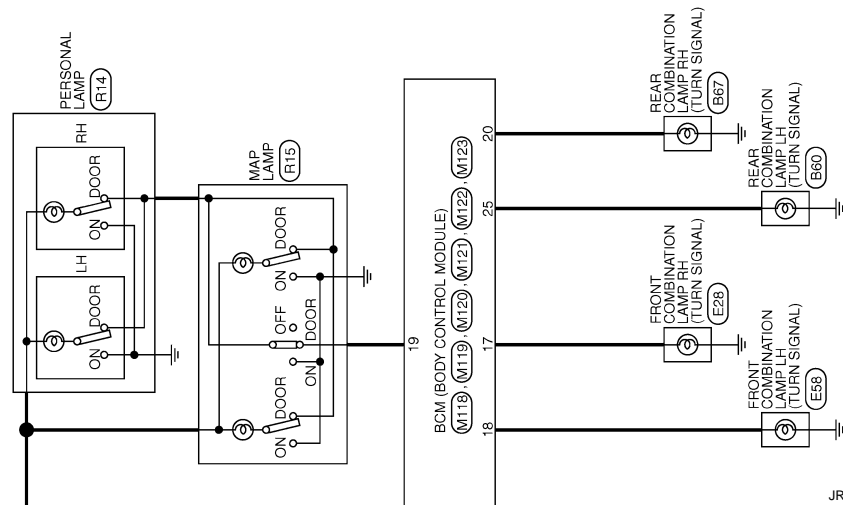 PERSONAL
LAMP
R14
RH
DOOR
ON
LH
DOOR
ON
MAP
LAMP
R15
DOOR
ON
OFF
DOOR
ON
DOOR
ON
19
BCM (BODY CONTROL MODULE)
M118 , M119 , M120 , M121 , M122 , M123
20
25
17
18
REAR
COMBINATION
LAMP RH
(TURN SIGNAL)
B67
REAR
COMBINATION
LAMP LH
(TURN SIGNAL)
B60
FRONT
COMBINATION
LAMP RH
(TURN SIGNAL)
E28
FRONT
COMBINATION
LAMP LH
(TURN SIGNAL)
E58
JR